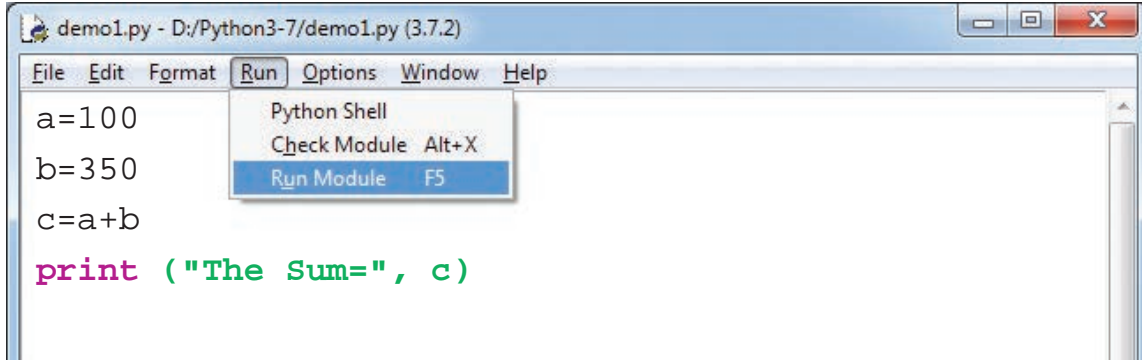 demo1.py - D:/Python3-7/demo1.py (3.7.2)
File Edit Format Run Options Window Help
Python Shell
Check Module Alt+X
Run Module F5
a=100
b=350
c=a+b
print ("The Sum=", c)